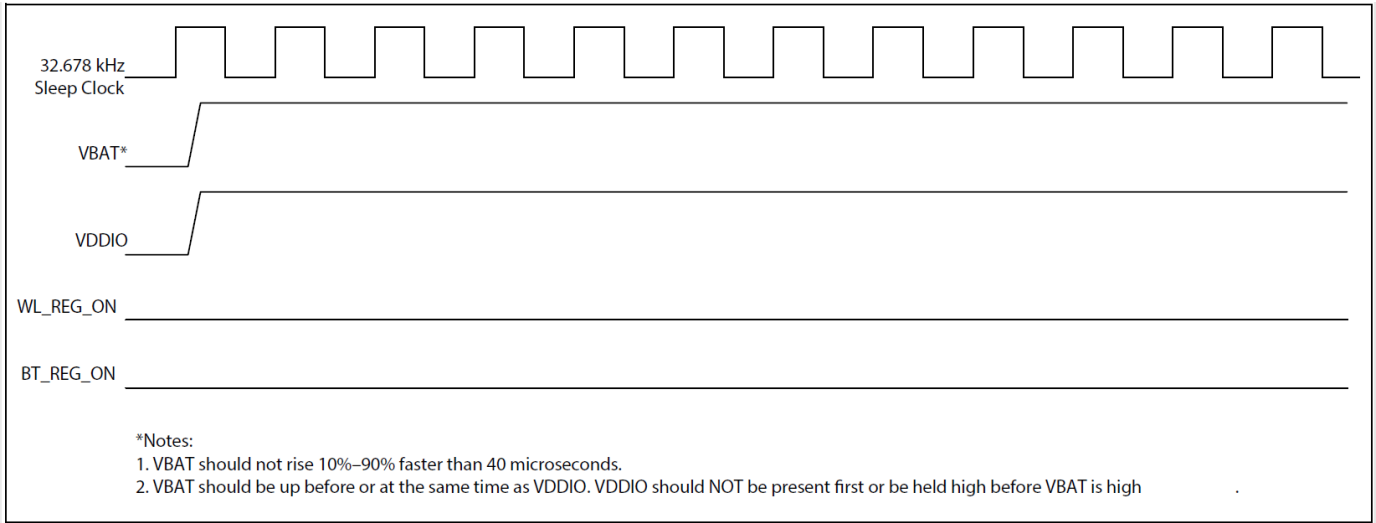 32.678 kHz
Sleep Clock
VBAT*
VDDIO
WL_REG_ON
BT_REG_ON
*Notes:
1. VBAT should not rise 10%–90% faster than 40 microseconds.
2. VBAT should be up before or at the same time as VDDIO. VDDIO should NOT be present first or be held high before VBAT is high .